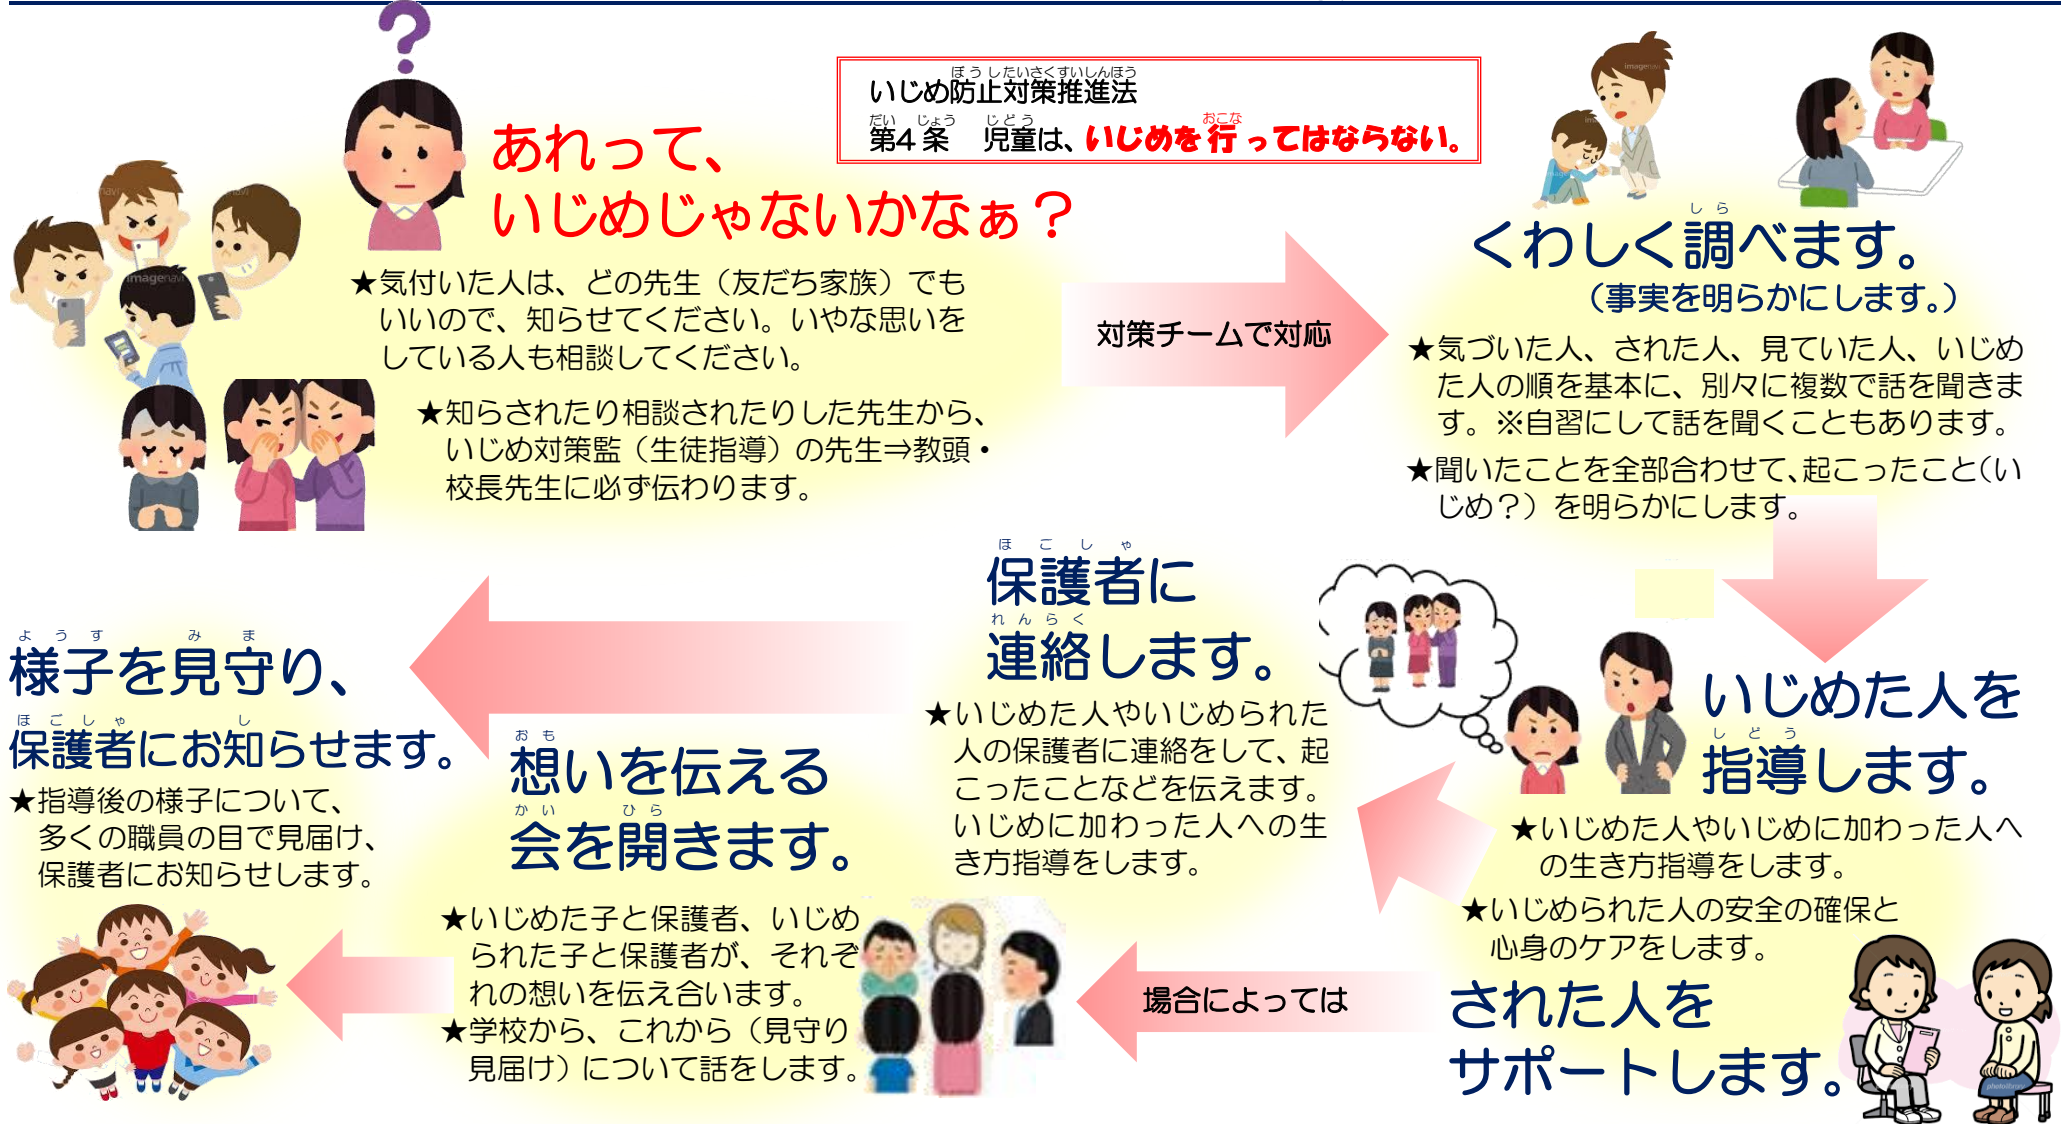 いじめ防止対策推進法
第4条　児童は、いじめを行ってはならない。
あれって、
いじめじゃないかなぁ？
★気付いた人は、どの先生（友だち家族）でも
いいので、知らせてください。いやな思いを
している人も相談してください。
★知らされたり相談されたりした先生から、
いじめ対策監（生徒指導）の先生⇒教頭・
校長先生に必ず伝わります。
対策チームで対応
くわしく調べます。
（事実を明らかにします。）
★気づいた人、された人、見ていた人、いじめ
た人の順を基本に、別々に複数で話を聞きま
す。※自習にして話を聞くこともあります。
★聞いたことを全部合わせて、起こったこと（い
じめ？）を明らかにします。
いじめた人を
指導します。
★いじめた人やいじめに加わった人へ
の生き方指導をします。
★いじめられた人の安全の確保と
心身のケアをします。
された人を
サポートします。
保護者に
連絡します。
★いじめた人やいじめられた
人の保護者に連絡をして、起
こったことなどを伝えます。
いじめに加わった人への生
き方指導をします。
場合によっては
想いを伝える
会を開きます。
★いじめた子と保護者、いじめ
られた子と保護者が、それぞ
れの想いを伝え合います。
★学校から、これから（見守り
見届け）について話をします。
様子を見守り、
保護者にお知らせます。
★指導後の様子について、
多くの職員の目で見届け、
保護者にお知らせします。